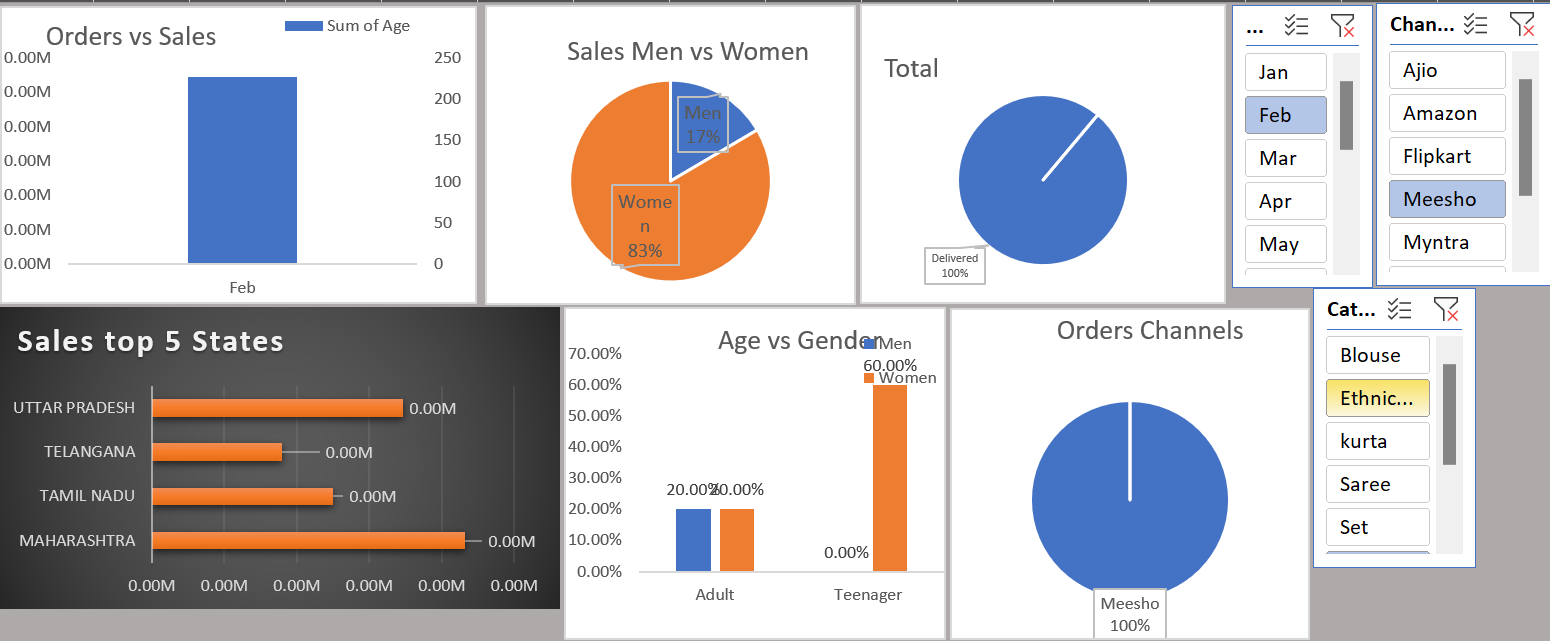 Orders vs Sales
Sum of Age
0.00M
0.00M
0.00M
0.00M
0.00M
0.00M
0.00M
250
200
150
100
50
0
Feb
Sales Men vs Women
Men
17%
Wome
n
83%
Total
Delivered
100%
...
Jan
Feb
Mar
Apr
May
Chan...
Ajio
Amazon
Flipkart
Meesho
Myntra
Sales top 5 States
UTTAR PRADESH
0.00M
TELANGANA
0.00M
TAMIL NADU
0.00M
MAHARASHTRA
0.00M
0.00M 0.00M 0.00M 0.00M 0.00M 0.00M
Age vs Gender
Men
Women
70.00%
60.00%
50.00%
40.00%
30.00%
20.00%
10.00%
0.00%
20.00%
20.00%
0.00%
60.00%
Adult
Teenager
Orders Channels
Meesho
100%
Cat...
Blouse
Ethnic...
kurta
Saree
Set